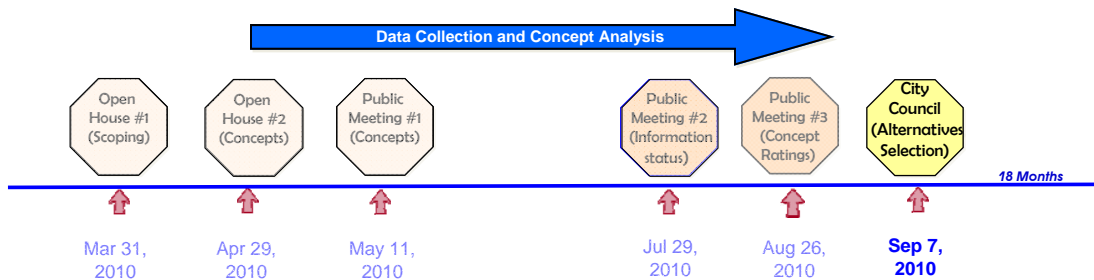 Data Collection and Concept Analysis
Open
House #1
(Scoping)
Open
House #2
(Concepts)
Public
Meeting #1
(Concepts)
Public
Meeting #2
(Information
status)
Public
Meeting #3
(Concept
Ratings)
City
Council
(Alternatives
Selection)
18 Months
Mar 31,
2010
Apr 29,
2010
May 11,
2010
Jul 29,
2010
Aug 26,
2010
Sep 7,
2010